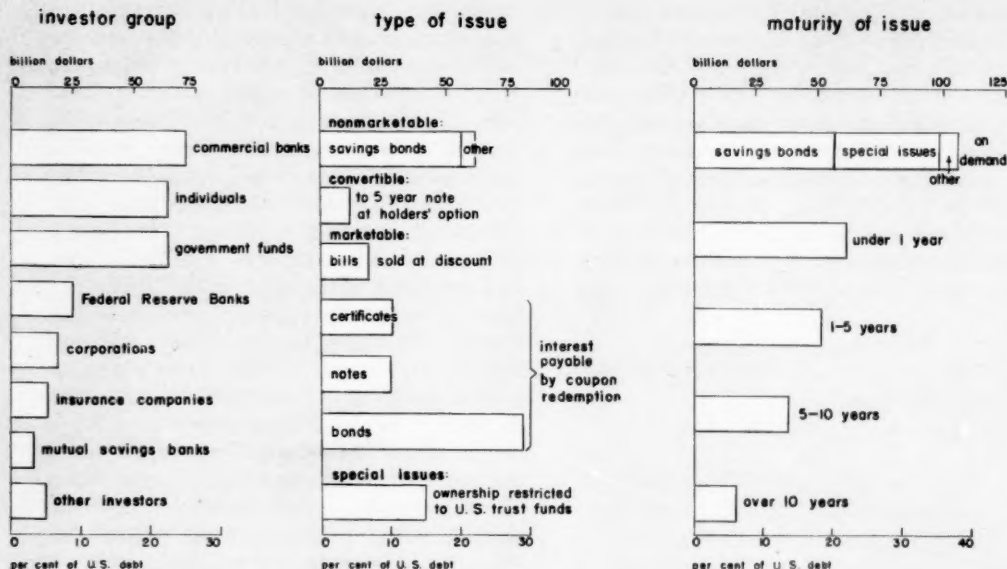 investor group
billion dollars
0 25 50 75
commercial banks
individuals
government funds
Federal Reserve Banks
corporations
insurance companies
mutual savings banks
other investors
0 10 20 30
per cent of U.S. debt
type of issue
billion dollars
0 25 50 75 100
nonmarketable:
savings bonds other
convertible:
to 5 year note
at holders' option
marketable:
bills sold at discount
certificates
notes
bonds
interest
payable
by coupon
redemption
special issues:
ownership restricted
to U.S. trust funds
0 10 20 30
per cent of U.S. debt
maturity of issue
billion dollars
0 25 50 75 100 125
savings bonds special issues
on
demand
other
under 1 year
1-5 years
5-10 years
over 10 years
0 10 20 30 40
per cent of U.S. debt